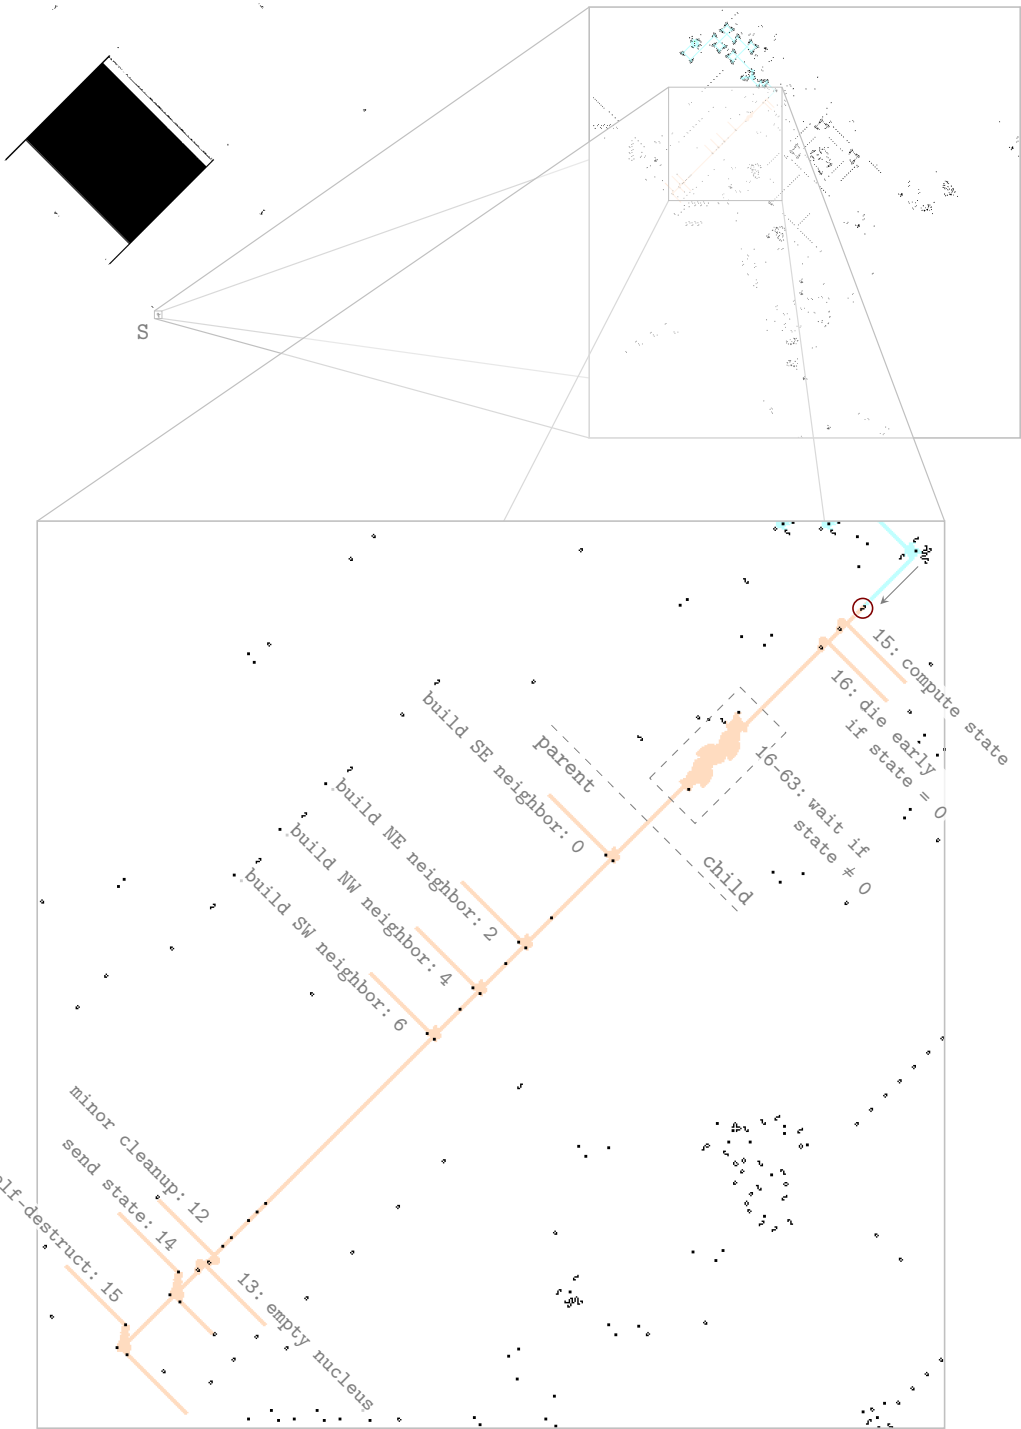 S
15: compute state
16: die early
if state = 0
16-63: wait if
state ≠ 0
parent
child
build SE neighbor: 0
build NE neighbor: 2
build NW neighbor: 4
build SW neighbor: 6
minor cleanup: 12
send state: 14
elf-destruct: 15
13: empty nucleus